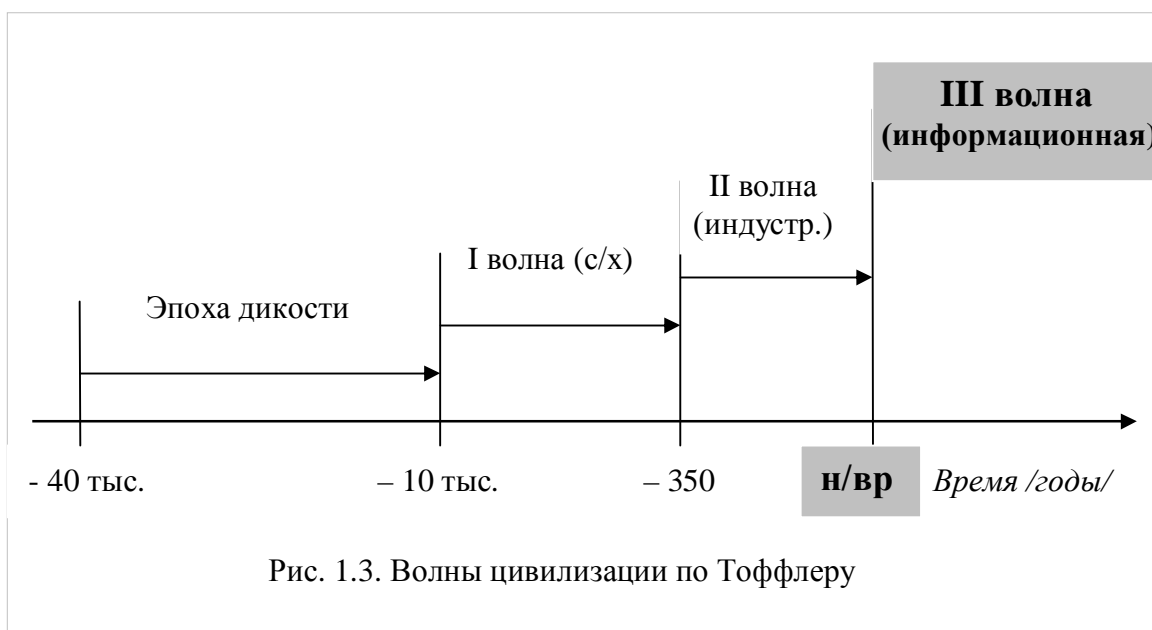 III волна
(информационная)
II волна
(индустр.)
I волна (с/х)
Эпоха дикости
- 40 тыс.
– 10 тыс.
– 350
н/вр
Время /годы/
Рис. 1.3. Волны цивилизации по Тоффлеру